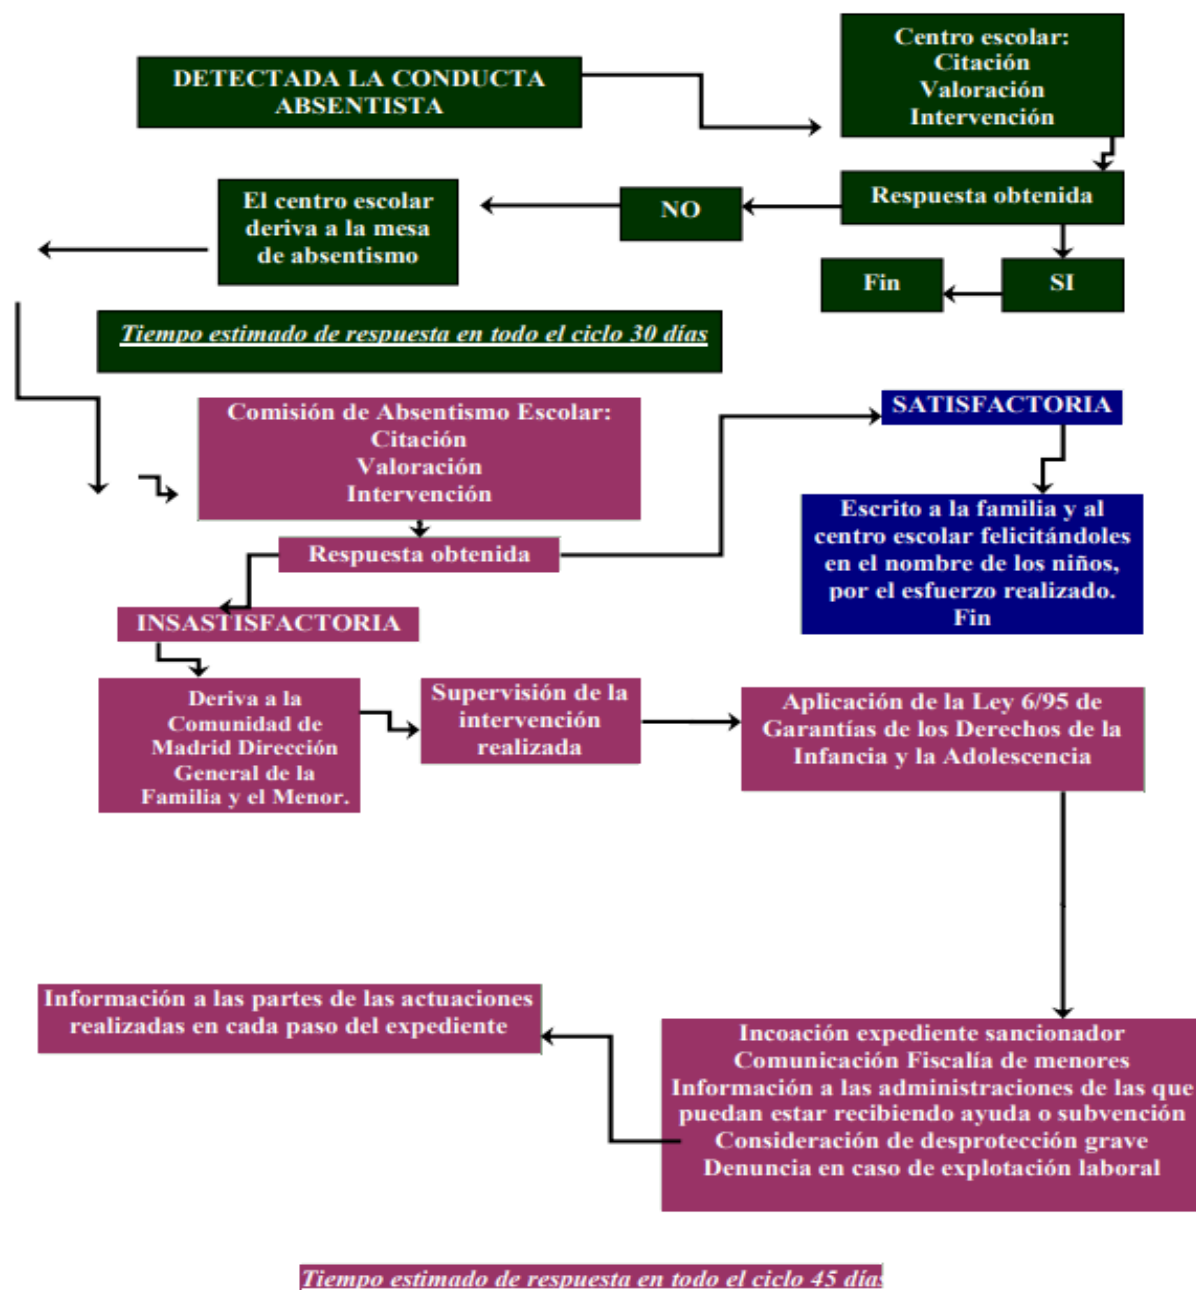 DETECTADA LA CONDUCTA
ABSENTISTA
Centro escolar:
Citación
Valoración
Intervención
Respuesta obtenida
NO
El centro escolar
deriva a la mesa
de absentismo
SI
Fin
Tiempo estimado de respuesta en todo el ciclo 30 días
Comisión de Absentismo Escolar:
Citación
Valoración
Intervención
Respuesta obtenida
SATISFACTORIA
Escrito a la familia y al
centro escolar felicitándoles
en el nombre de los niños,
por el esfuerzo realizado.
Fin
INSASTISFACTORIA
Deriva a la
Comunidad de
Madrid Dirección
General de la
Familia y el Menor.
Supervisión de la
intervención
realizada
Aplicación de la Ley 6/95 de
Garantías de los Derechos de la
Infancia y la Adolescencia
Incoación expediente sancionador
Comunicación Fiscalía de menores
Información a las administraciones de las que
puedan estar recibiendo ayuda o subvención
Consideración de desprotección grave
Denuncia en caso de explotación laboral
Información a las partes de las actuaciones
realizadas en cada paso del expediente
Tiempo estimado de respuesta en todo el ciclo 45 días